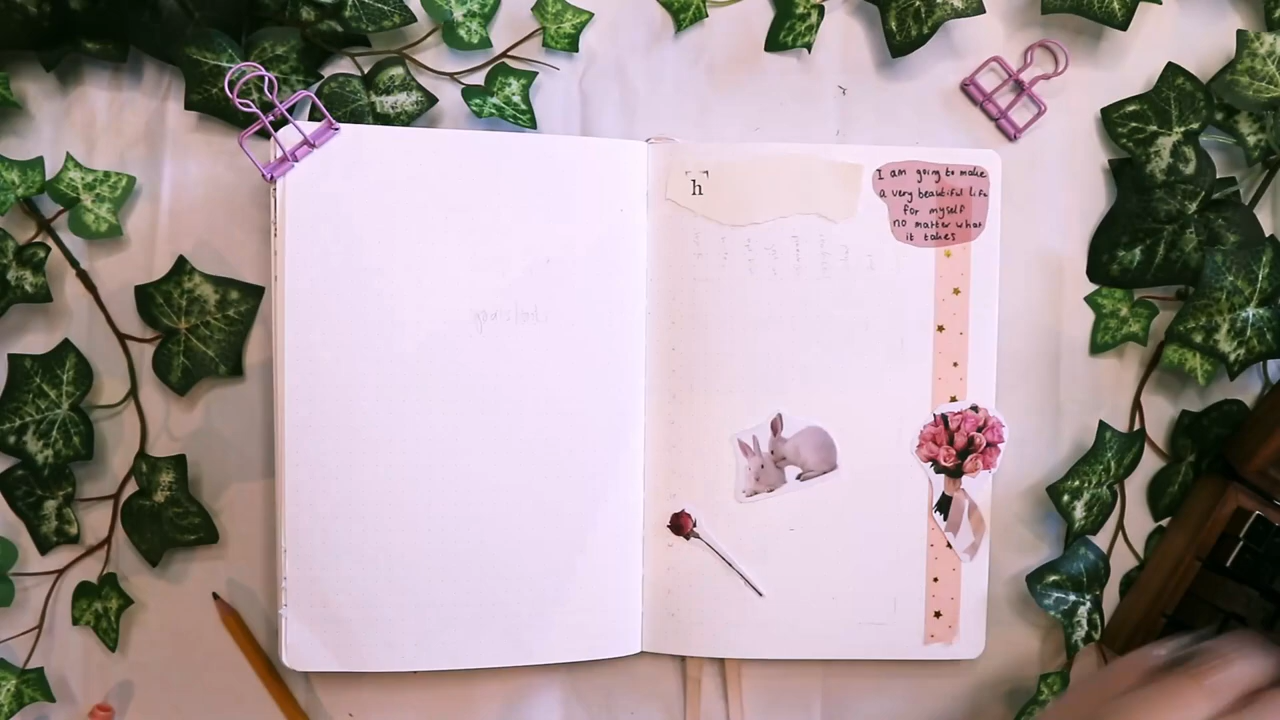 h
I am going to make
a very beautiful life
for myself
no matter what
it takes